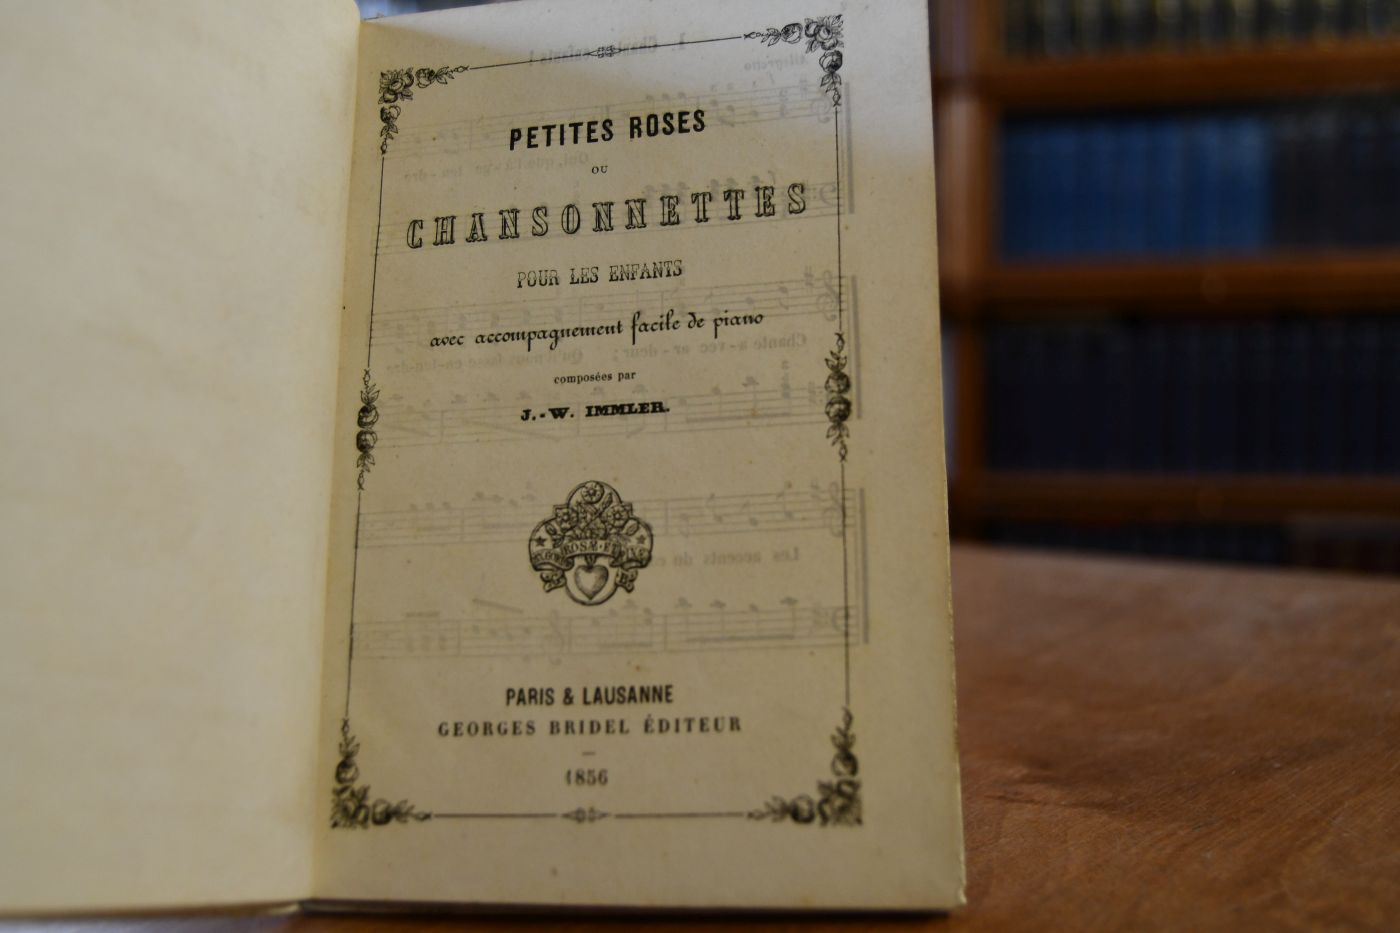 PETITES ROSES
OU
CHANSONNETTES
POUR LES ENFANTS
avec accompagnement facile de piano
composées par
J.-W. IMMLER.
PARIS & LAUSANNE
GEORGES BRIDEL ÉDITEUR
1856